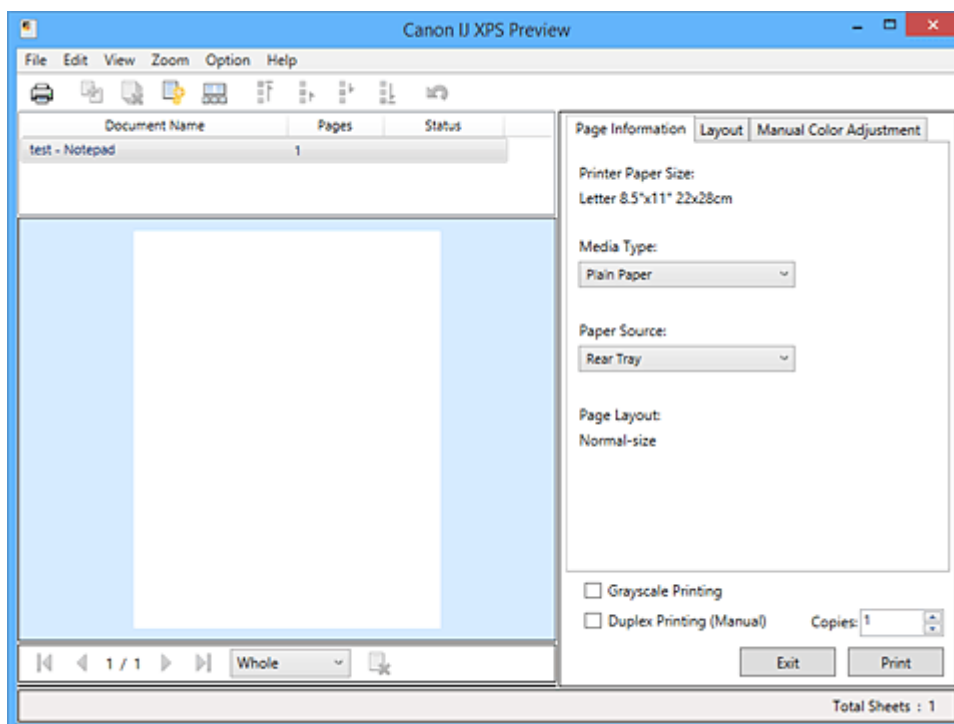 Canon IJ XPS Preview
File Edit View Zoom Option Help
Document Name Pages Status
test - Notepad 1
Page Information Layout Manual Color Adjustment
Printer Paper Size:
Letter 8.5"x11" 22x28cm
Media Type:
Plain Paper
Paper Source:
Rear Tray
Page Layout:
Normal-size
Grayscale Printing
Duplex Printing (Manual) Copies: 1
1 / 1 Whole
Exit Print
Total Sheets : 1